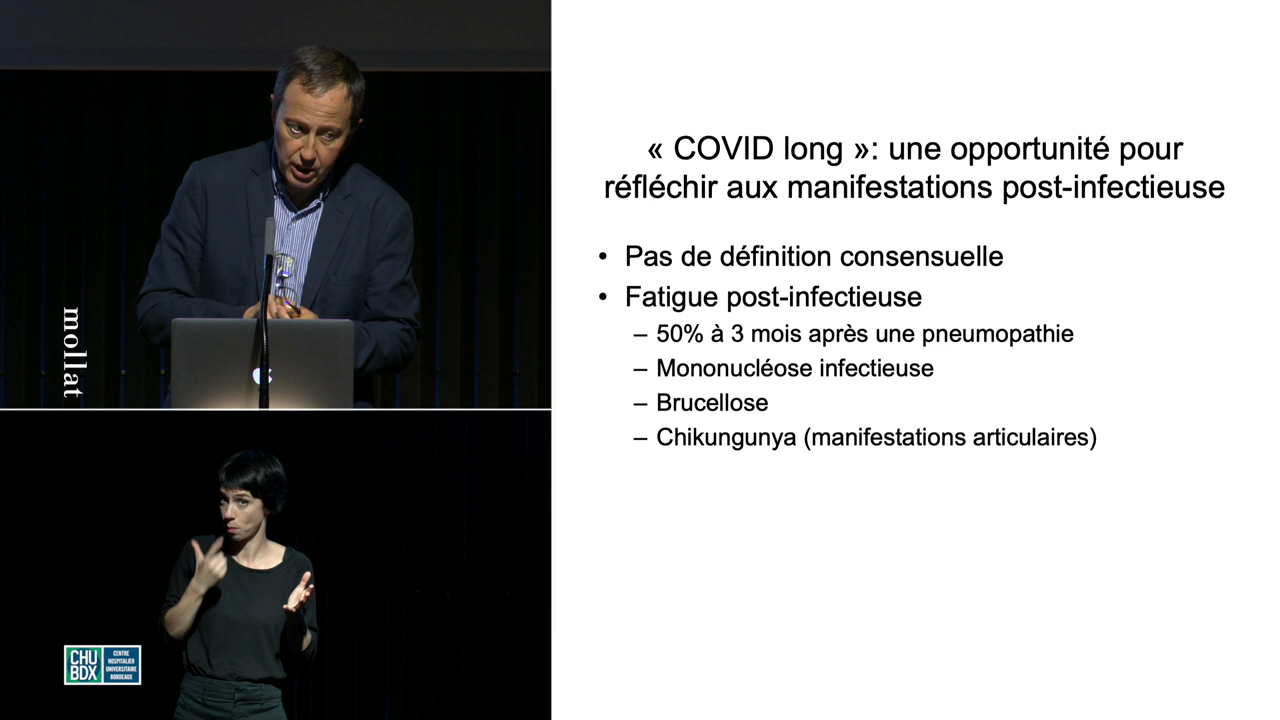 mollat
CHU
BDX
CENTRE
HOSPITALIER
UNIVERSITAIRE
BORDEAUX
« COVID long »: une opportunité pour
réfléchir aux manifestations post-infectieuse
• Pas de définition consensuelle
• Fatigue post-infectieuse
– 50% à 3 mois après une pneumopathie
– Mononucléose infectieuse
– Brucellose
– Chikungunya (manifestations articulaires)